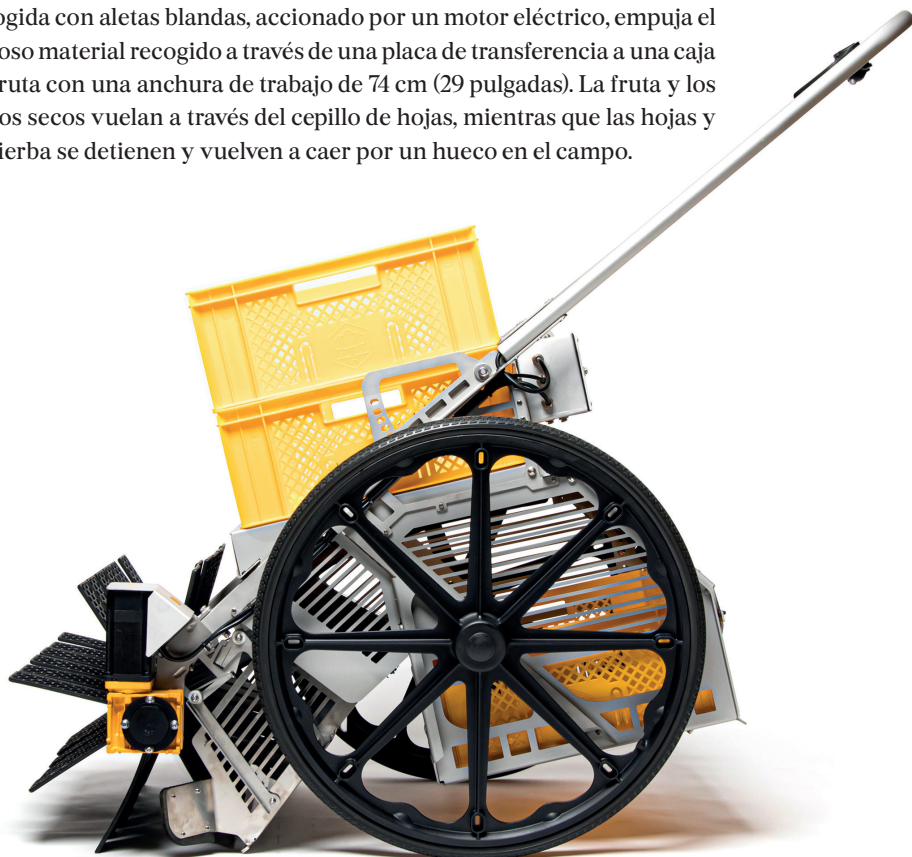 ogida con aletas blandas, accionado por un motor eléctrico, empuja el
oso material recogido a través de una placa de transferencia a una caja
ruta con una anchura de trabajo de 74 cm (29 pulgadas). La fruta y los
os secos vuelan a través del cepillo de hojas, mientras que las hojas y
ierba se detienen y vuelven a caer por un hueco en el campo.